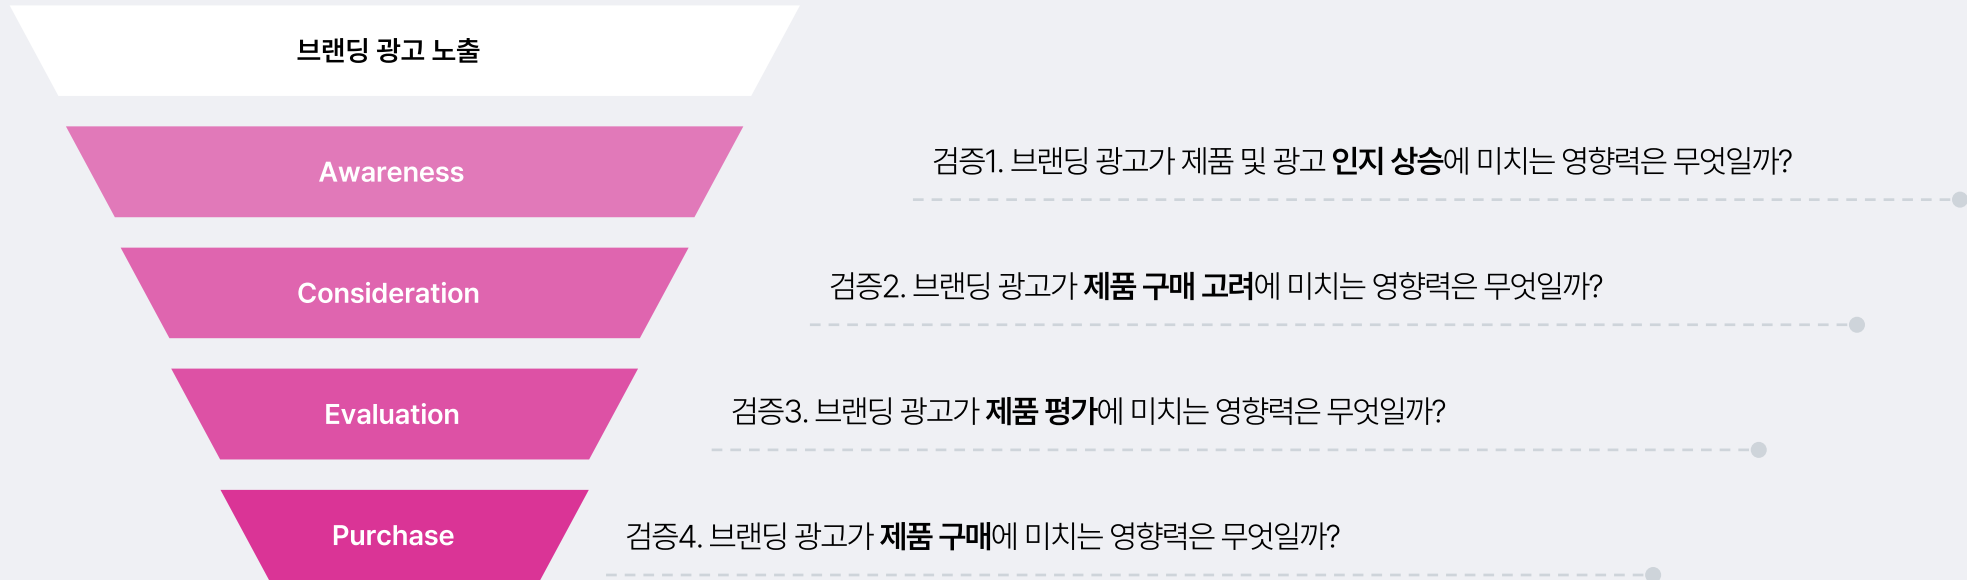 브랜딩 광고 노출
Awareness
검증1. 브랜딩 광고가 제품 및 광고 인지 상승에 미치는 영향력은 무엇일까?
Consideration
검증2. 브랜딩 광고가 제품 구매 고려에 미치는 영향력은 무엇일까?
Evaluation
검증3. 브랜딩 광고가 제품 평가에 미치는 영향력은 무엇일까?
Purchase
검증4. 브랜딩 광고가 제품 구매에 미치는 영향력은 무엇일까?